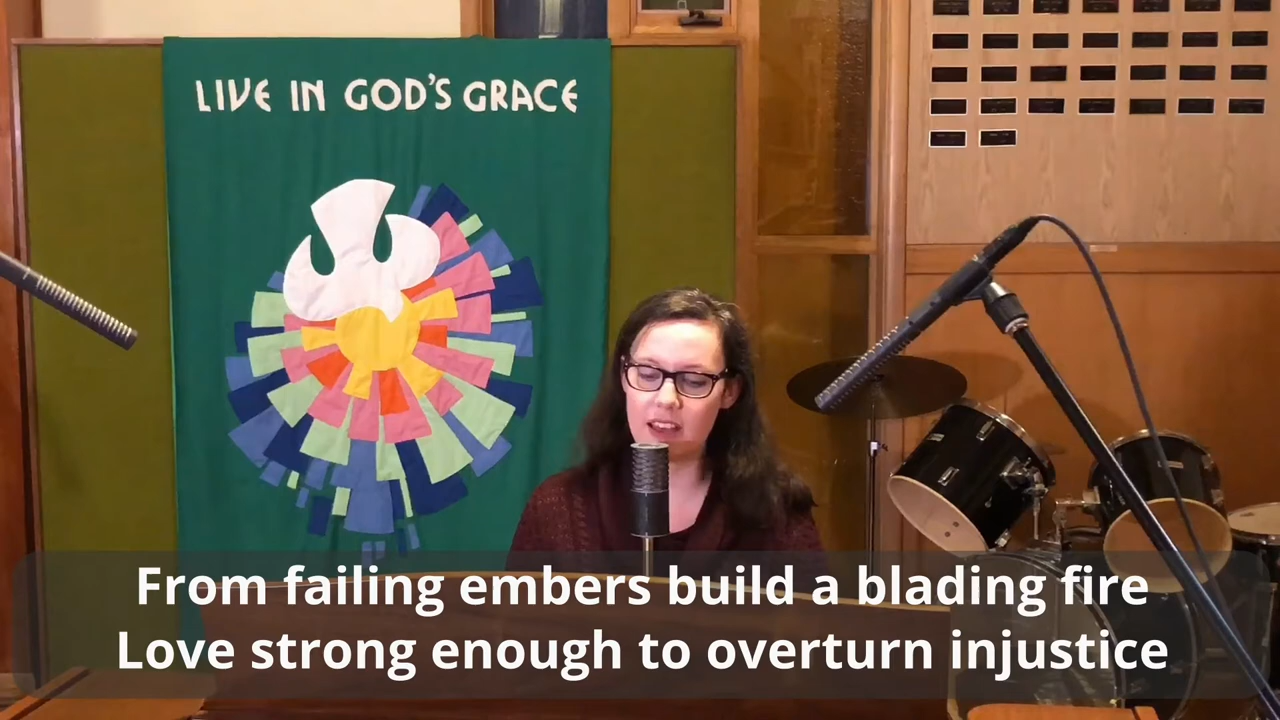 LIVE IN GOD'S GRACE
From failing embers build a blading fire
Love strong enough to overturn injustice